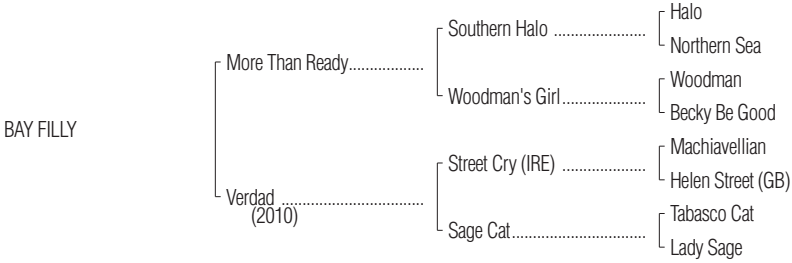 Halo
Southern Halo ......................
Northern Sea
More Than Ready..................
Woodman
Woodman's Girl....................
Becky Be Good
BAY FILLY
Machiavellian
Street Cry (IRE) ....................
Helen Street (GB)
Verdad ..................................
(2010)
Tabasco Cat
Sage Cat................................
Lady Sage